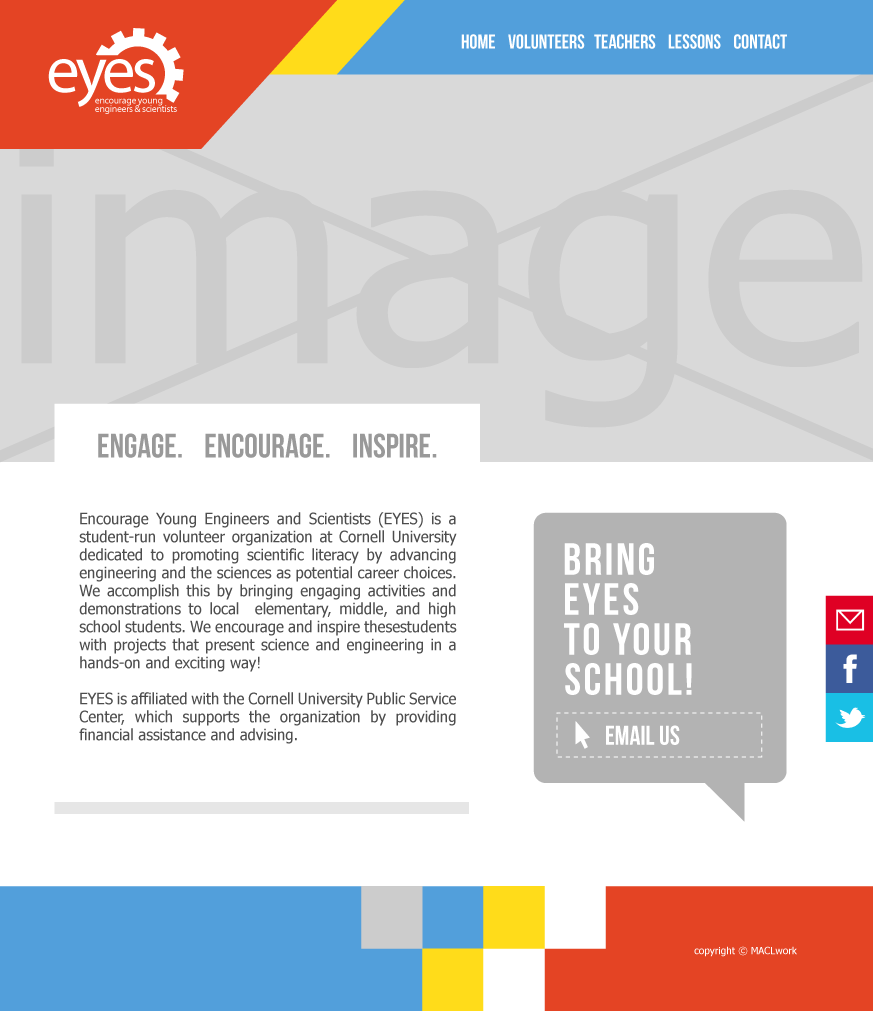 eyes
encourage young
engineers & scientists
HOME VOLUNTEERS TEACHERS LESSONS CONTACT
image
ENGAGE. ENCOURAGE. INSPIRE.
Encourage Young Engineers and Scientists (EYES) is a
student-run volunteer organization at Cornell University
dedicated to promoting scientific literacy by advancing
engineering and the sciences as potential career choices.
We accomplish this by bringing engaging activities and
demonstrations to local elementary, middle, and high
school students. We encourage and inspire thesestudents
with projects that present science and engineering in a
hands-on and exciting way!
EYES is affiliated with the Cornell University Public Service
Center, which supports the organization by providing
financial assistance and advising.
BRING
EYES
TO YOUR
SCHOOL!
EMAIL US
f
copyright © MACLwork